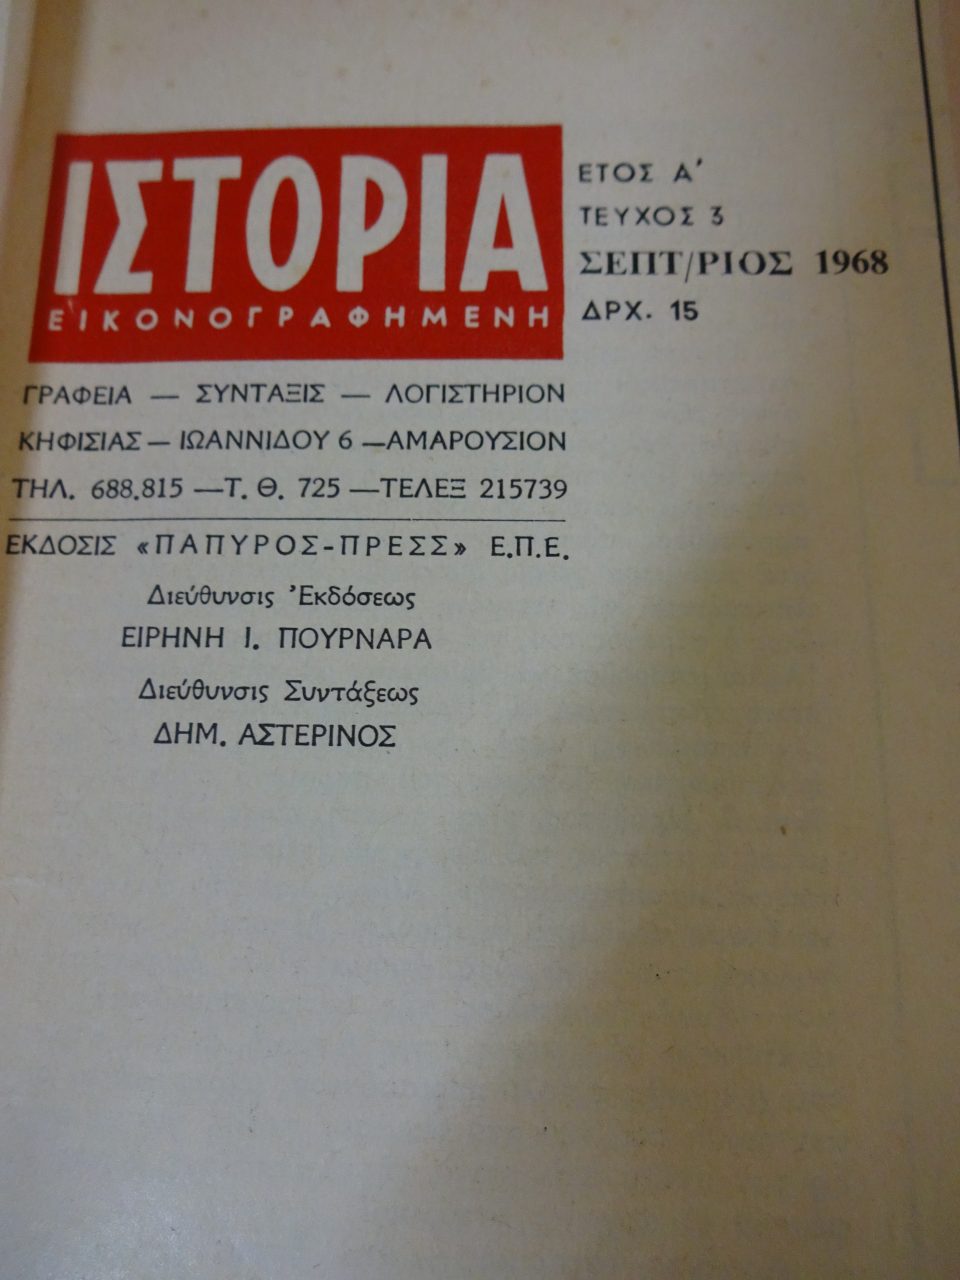 ΙΣΤΟΡΙΑ
ΕἸΚΟΝΟΓΡΑΦΗΜΕΝΗ
ΕΤΟΣ Α'
ΤΕΥΧΟΣ 3
ΣΕΠΤ/ΡΙΟΣ 1968
ΔΡΧ. 15
ΓΡΑΦΕΙΑ — ΣΥΝΤΑΞΙΣ — ΛΟΓΙΣΤΗΡΙΟΝ
ΚΗΦΙΣΙΑΣ — ΙΩΑΝΝΙΔΟΥ 6 — ΑΜΑΡΟΥΣΙΟΝ
ΤΗΛ. 688.815 — Τ. Θ. 725 — ΤΕΛΕΞ 215739
ΕΚΔΟΣΙΣ «ΠΑΠΥΡΟΣ-ΠΡΕΣΣ» Ε.Π.Ε.
Διεύθυνσις Ἐκδόσεως
ΕΙΡΗΝΗ Ι. ΠΟΥΡΝΑΡΑ
Διεύθυνσις Συντάξεως
ΔΗΜ. ΑΣΤΕΡΙΝΟΣ